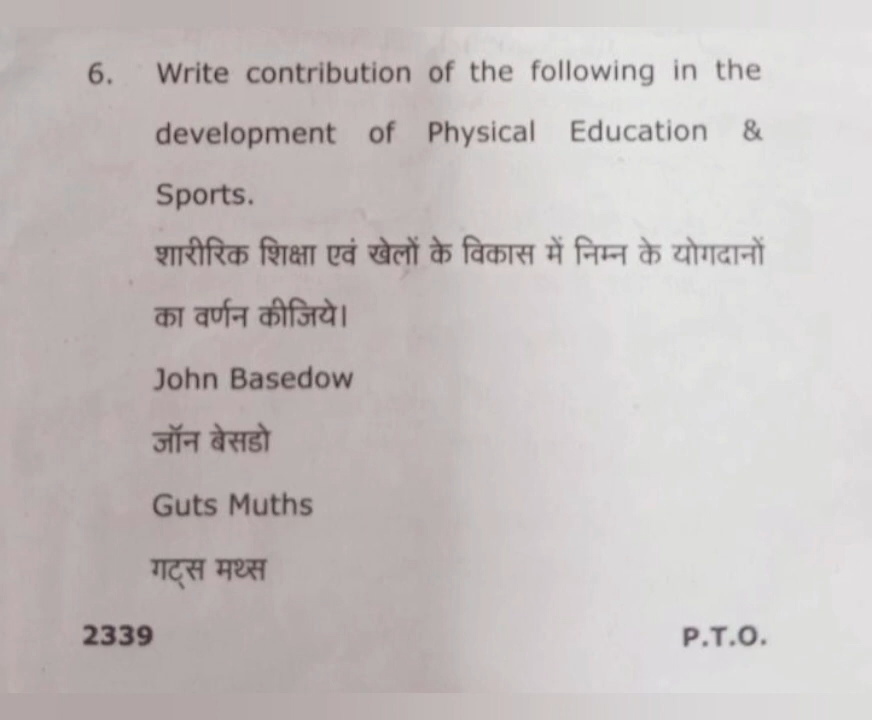 6. Write contribution of the following in the
development of Physical Education &
Sports.
शारीरिक शिक्षा एवं खेलों के विकास में निम्न के योगदानों
का वर्णन कीजिये।
John Basedow
जॉन बेसडो
Guts Muths
गट्स मथ्स
2339 P.T.O.